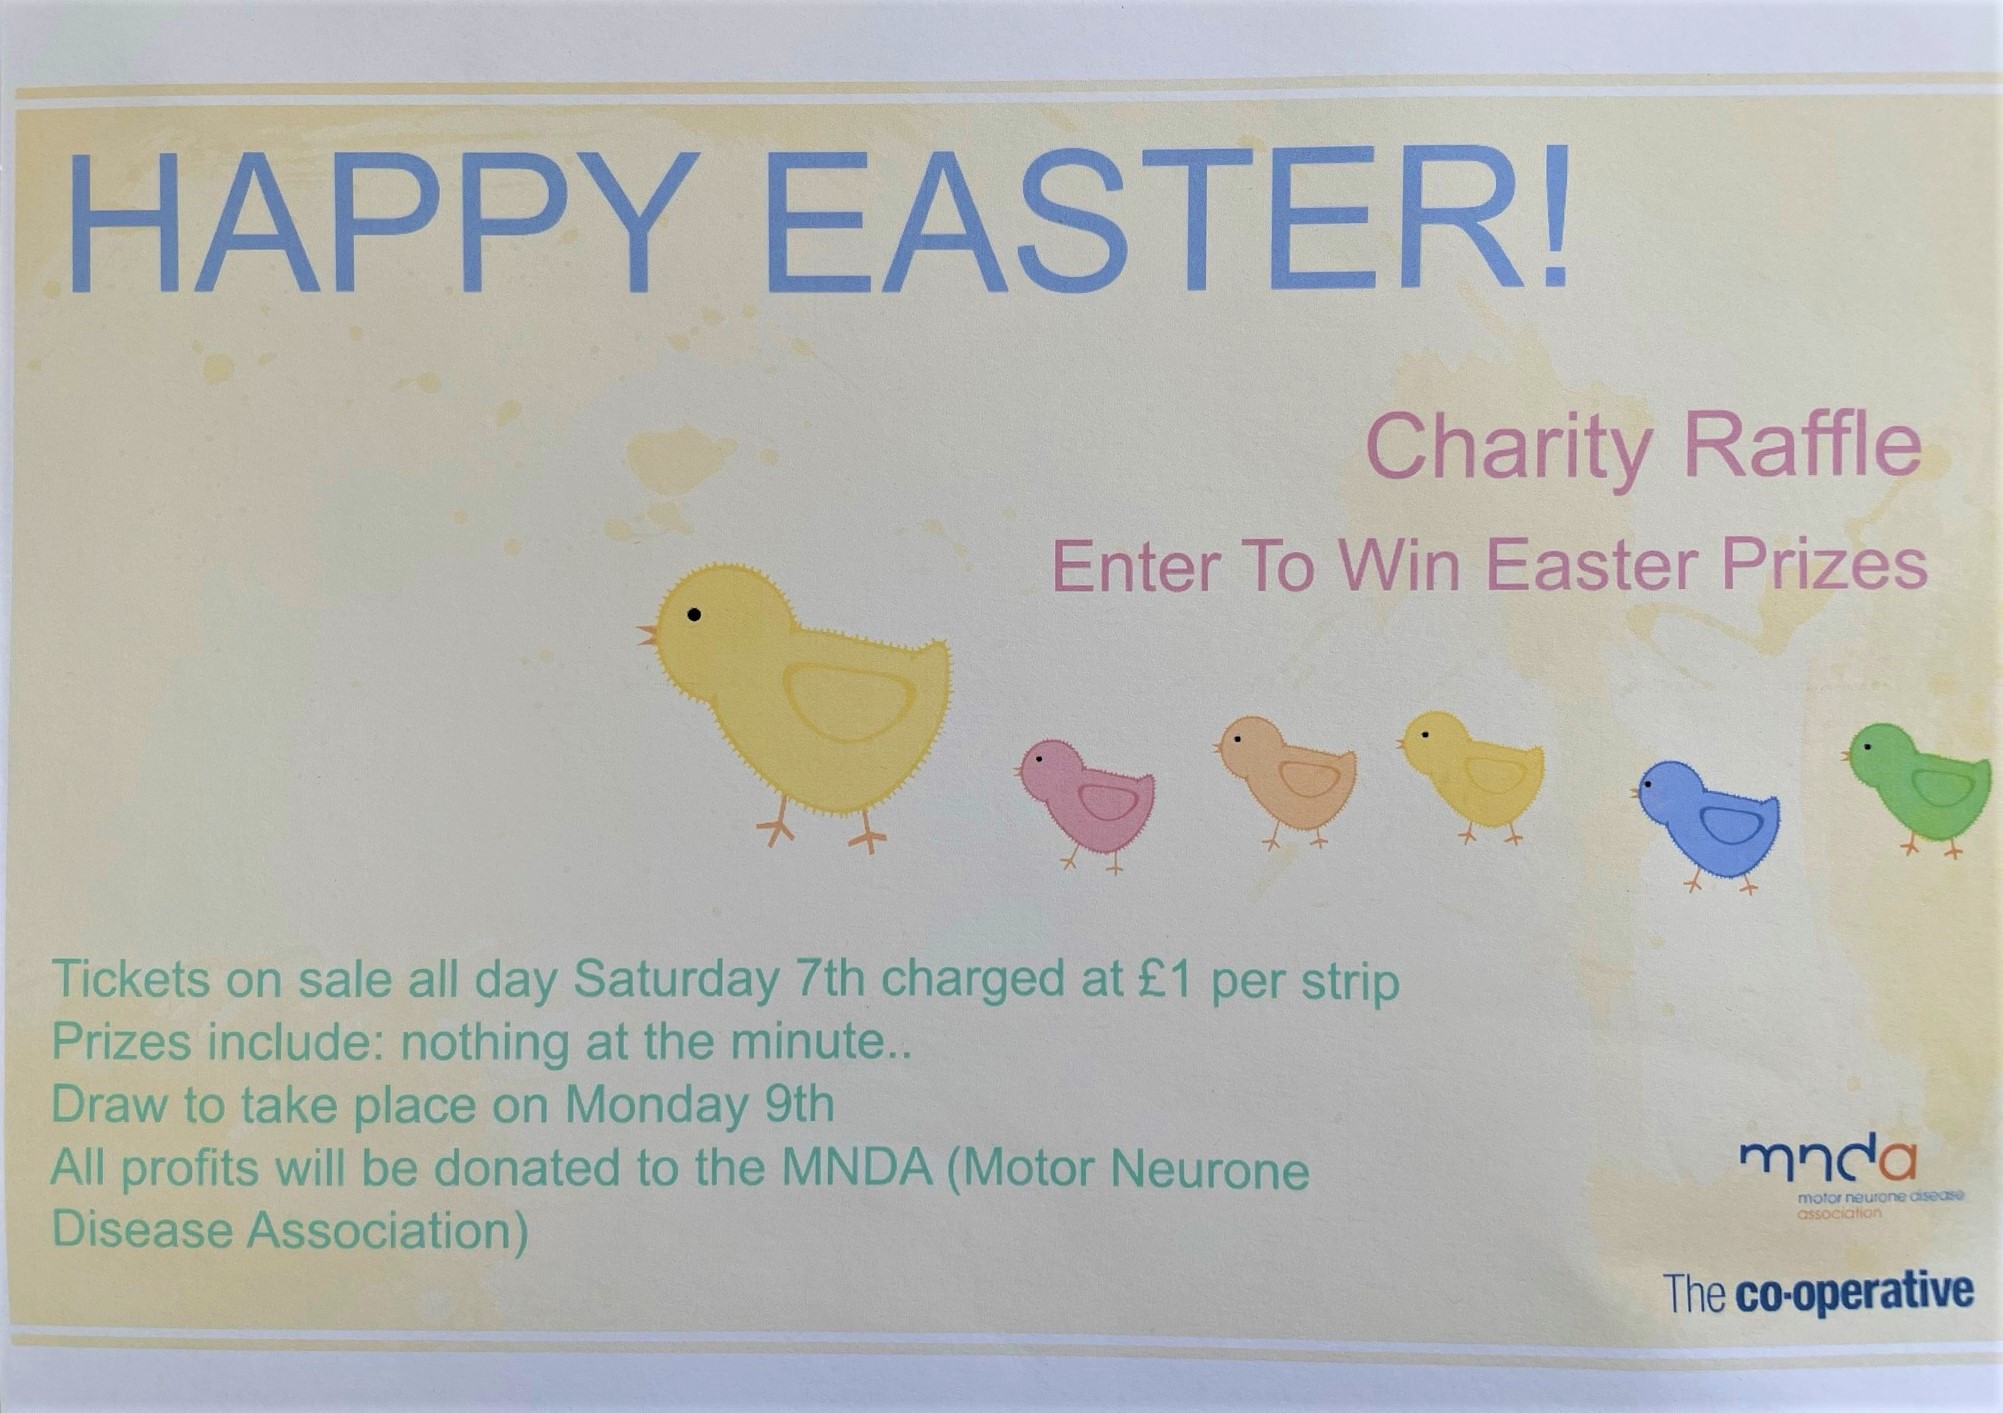 HAPPY EASTER!
Charity Raffle
Enter To Win Easter Prizes
Tickets on sale all day Saturday 7th charged at £1 per strip
Prizes include: nothing at the minute..
Draw to take place on Monday 9th
All profits will be donated to the MNDA (Motor Neurone
Disease Association)
mnda
motor neurone disease
association
The co-operative